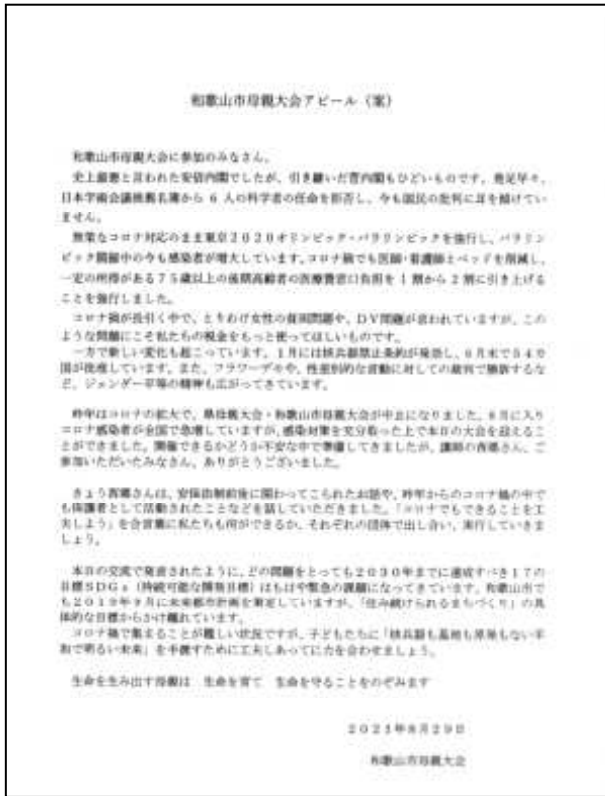 和歌山市母親大会アピール（案）
和歌山市母親大会に参加のみなさん。
史上最悪と言われた安倍内閣でしたが、引き継いだ菅内閣もひどいものです。発足早々、
日本学術会議推薦名簿から 6 人の科学者の任命を拒否し、今も国民の批判に耳を傾けてい
ません。
無策なコロナ対応のまま東京２０２０オリンピック・パラリンピックを強行し、パラリン
ピック開催中の今も感染者が増大しています。コロナ禍でも医師・看護師とベッドを削減し、
一定の所得がある７５歳以上の後期高齢者の医療費窓口負担を 1 割から 2 割に引き上げる
ことを強行しました。
コロナ禍が長引く中で、とりわけ女性の貧困問題や、ＤＶ問題が言われていますが、この
ような問題にこそ私たちの税金をもっと使ってほしいものです。
一方で新しい変化も起こっています。1月には核兵器禁止条約が発効し、6月末で５４カ
国が批准しています。また、フラワーデモや、性差別的な言動に対しての裁判で勝訴するな
ど、ジェンダー平等の精神も広がってきています。
昨年はコロナの拡大で、県母親大会・和歌山市母親大会が中止になりました。8月に入り
コロナ感染者が全国で急増していますが、感染対策を充分取った上で本日の大会を迎えるこ
とができました。開催できるかどうか不安な中で準備してきましたが、講師の西郷さん、ご
参加いただいたみなさん、ありがとうございました。
きょう西郷さんは、安保法制前後に関わってこられたお話や、昨年からのコロナ禍の中で
も保護者として活動されたことなどを話していただきました。「コロナでもできることを工
夫しよう」を合言葉に私たちも何ができるか、それぞれの団体で出し合い、実行していきま
しょう。
本日の交流で発言されたように、どの問題をとっても２０３０年までに達成すべき１７の
目標ＳＤＧｓ（持続可能な開発目標）はもはや緊急の課題になってきています。和歌山市で
も２０１９年９月に未来都市計画を策定していますが、「住み続けられるまちづくり」の具
体的な目標からかけ離れています。
コロナ禍で集まることが難しい状況ですが、子どもたちに「核兵器も基地も原発もない平
和で明るい未来」を手渡すために工夫しあってに力を合わせましょう。
生命を生み出す母親は　生命を育て　生命を守ることをのぞみます
２０２１年８月２９日
和歌山市母親大会